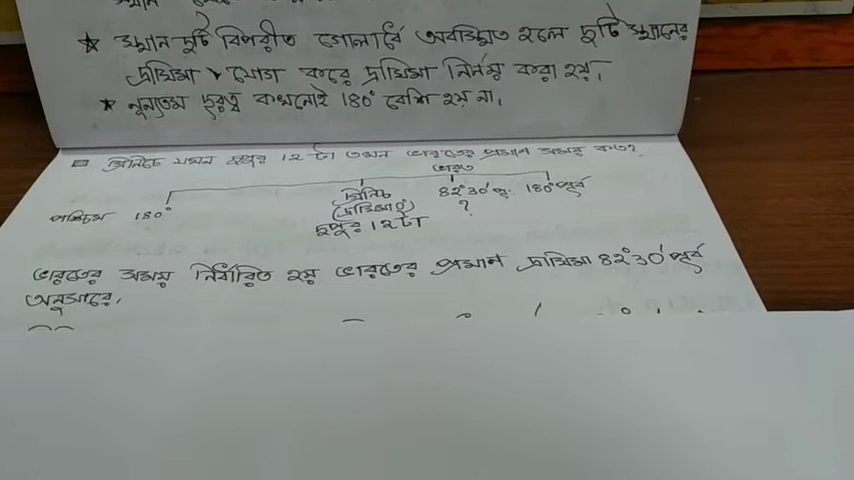 ★ স্থান দুটি বিপরীত গোলার্ধে অবস্থিত হলে দুটি স্থানের
দ্রাঘিমা যোগ করে দ্রাঘিমা নির্ণয় করা হয়।
★ ন্যূনতম দূরত্ব কখনোই 180° বেশি হয় না।
গ্রিনিচে যখন দুপুর 12 টা তখন ভারতের প্রমাণ সময় কত?
ভারত
পশ্চিম 180° গ্রিনিচ 82°30'পূ: 180°পূর্ব
(দ্রাঘিমা 0°) ?
দুপুর 12টা
ভারতের সময় নির্ধারিত হয় ভারতের প্রমাণ দ্রাঘিমা 82°30' পূর্ব
অনুসারে,